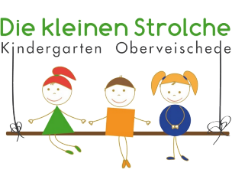 Die kleinen Strolche
Kindergarten Oberveischede